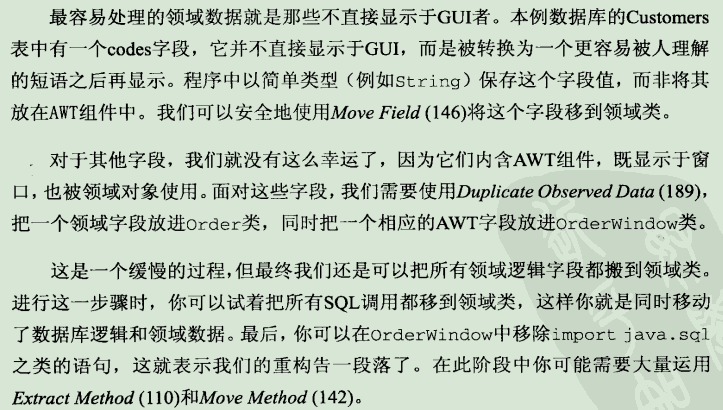 最容易处理的领域数据就是那些不直接显示于GUI者。本例数据库的Customers
表中有一个codes字段，它并不直接显示于GUI，而是被转换为一个更容易被人理解
的短语之后再显示。程序中以简单类型（例如String）保存这个字段值，而非将其
放在AWT组件中。我们可以安全地使用Move Field (146)将这个字段移到领域类。
对于其他字段，我们就没有这么幸运了，因为它们内含AWT组件，既显示于窗
口，也被领域对象使用。面对这些字段，我们需要使用Duplicate Observed Data (189)，
把一个领域字段放进Order类，同时把一个相应的AWT字段放进OrderWindow类。
这是一个缓慢的过程，但最终我们还是可以把所有领域逻辑字段都搬到领域类。
进行这一步骤时，你可以试着把所有SQL调用都移到领域类，这样你就是同时移动
了数据库逻辑和领域数据。最后，你可以在OrderWindow中移除import java.sql
之类的语句，这就表示我们的重构告一段落了。在此阶段中你可能需要大量运用
Extract Method (110)和Move Method (142)。